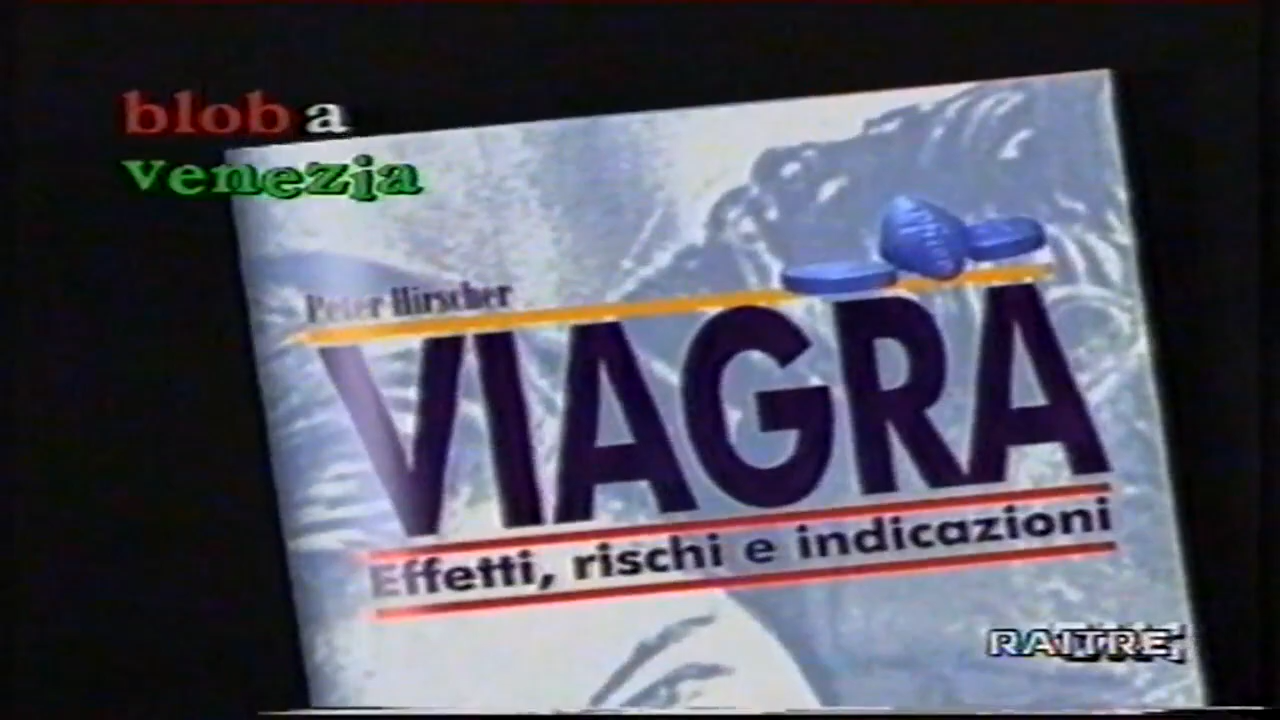 blob a
venezia
Peter Hirscher
VIAGRA
Effetti, rischi e indicazioni
RAITRE